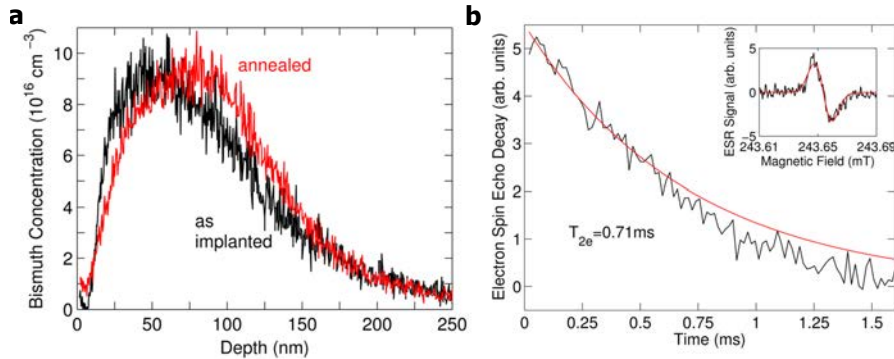 a
Bismuth Concentration (10^16 cm^-3)
10
8
6
4
2
0
annealed
as
implanted
0 50 100 150 200 250
Depth (nm)
b
Electron Spin Echo Decay (arb. units)
5
4
3
2
1
0
T2e=0.71ms
0 0.25 0.5 0.75 1 1.25 1.5
Time (ms)
ESR Signal (arb. units)
5
0
-5
243.61 243.65 243.69
Magnetic Field (mT)